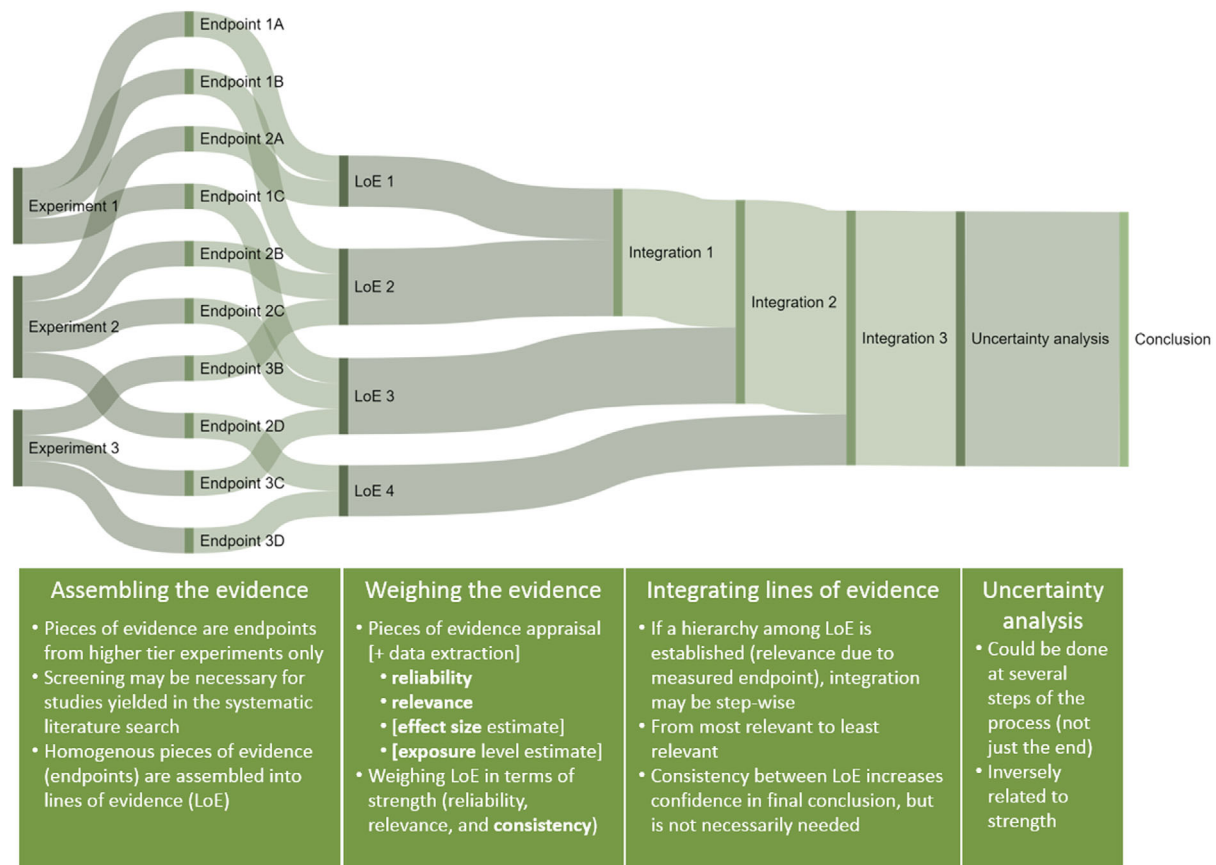 Endpoint 1A
Endpoint 1B
Endpoint 2A
Endpoint 1C
Endpoint 2B
Endpoint 2C
Endpoint 3B
Endpoint 2D
Endpoint 3C
Endpoint 3D
Experiment 1
Experiment 2
Experiment 3
LoE 1
LoE 2
LoE 3
LoE 4
Integration 1
Integration 2
Integration 3
Uncertainty analysis
Conclusion
Assembling the evidence
• Pieces of evidence are endpoints
from higher tier experiments only
• Screening may be necessary for
studies yielded in the systematic
literature search
• Homogenous pieces of evidence
(endpoints) are assembled into
lines of evidence (LoE)
Weighing the evidence
• Pieces of evidence appraisal
[+ data extraction]
• reliability
• relevance
• [effect size estimate]
• [exposure level estimate]
• Weighing LoE in terms of
strength (reliability,
relevance, and consistency)
Integrating lines of evidence
• If a hierarchy among LoE is
established (relevance due to
measured endpoint), integration
may be step-wise
• From most relevant to least
relevant
• Consistency between LoE increases
confidence in final conclusion, but
is not necessarily needed
Uncertainty
analysis
• Could be done
at several
steps of the
process (not
just the end)
• Inversely
related to
strength